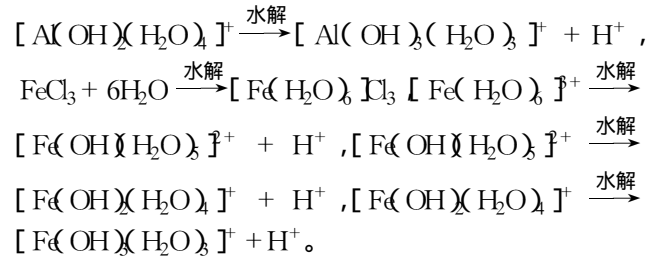 [Al(OH)₂(H₂O)₄]⁺ —水解→ [Al(OH)₃(H₂O)₃]⁺ + H⁺ ,
FeCl₃ + 6H₂O —水解→ [Fe(H₂O)₆]Cl₃ , [Fe(H₂O)₆]³⁺ —水解→
[Fe(OH)(H₂O)₅]²⁺ + H⁺ , [Fe(OH)(H₂O)₅]²⁺ —水解→
[Fe(OH)₂(H₂O)₄]⁺ + H⁺ , [Fe(OH)₂(H₂O)₄]⁺ —水解→
[Fe(OH)₃(H₂O)₃]⁺ + H⁺。